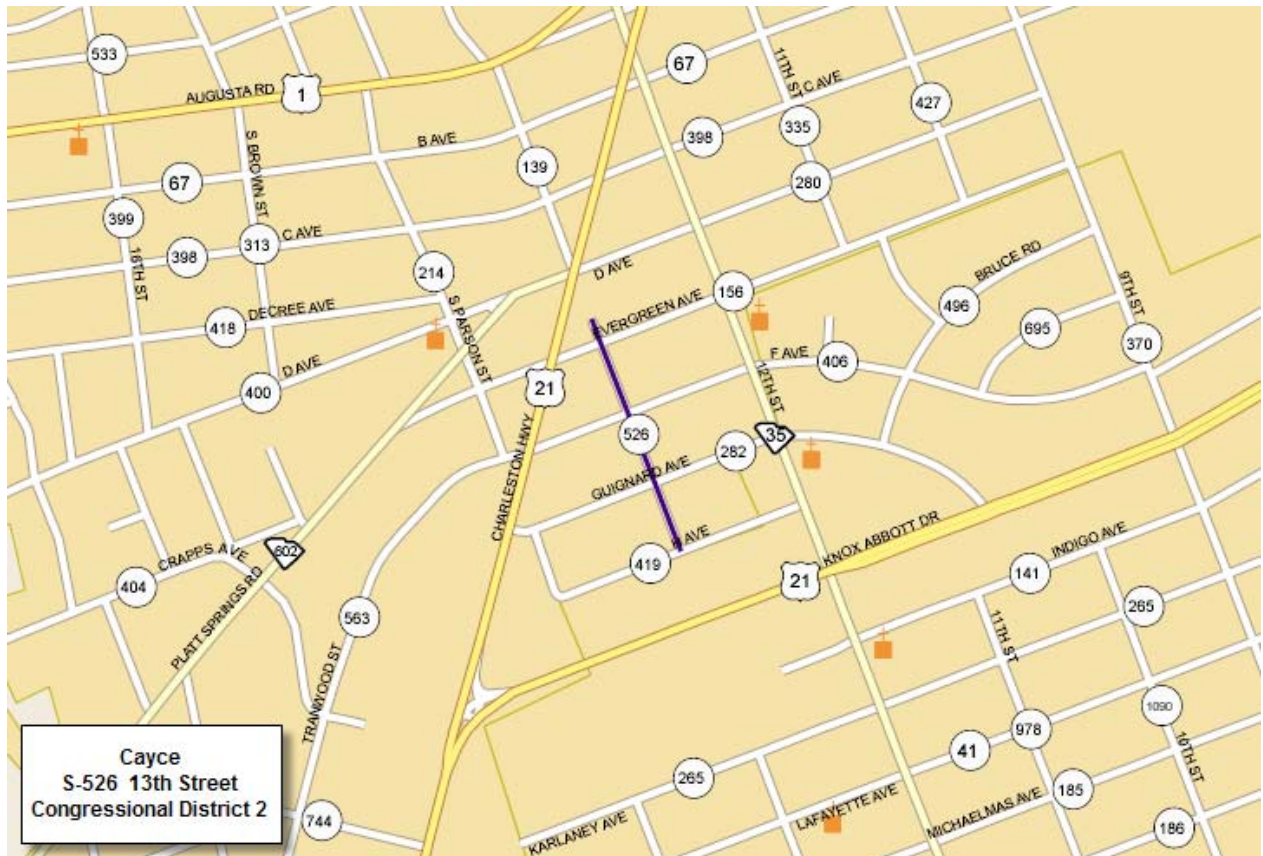 533
67
11TH ST
C AVE
427
AUGUSTA RD
1
398
335
B AVE
139
280
67
S BROWN ST
399
313
C AVE
398
16TH ST
214
D AVE
BRUCE RD
DECREE AVE
418
S PARSON ST
EVERGREEN AVE
156
496
695
9TH ST
370
D AVE
400
21
F AVE
406
12TH ST
526
35
282
GUIGNARD AVE
CHARLESTON HWY
H AVE
419
KNOX ABBOTT DR
21
INDIGO AVE
141
CRAPPS AVE
602
404
PLATT SPRINGS RD
563
265
11TH ST
TRANWOOD ST
1090
978
41
10TH ST
265
185
LAFAYETTE AVE
MICHAELMAS AVE
186
KARLANEY AVE
744
Cayce
S-526 13th Street
Congressional District 2